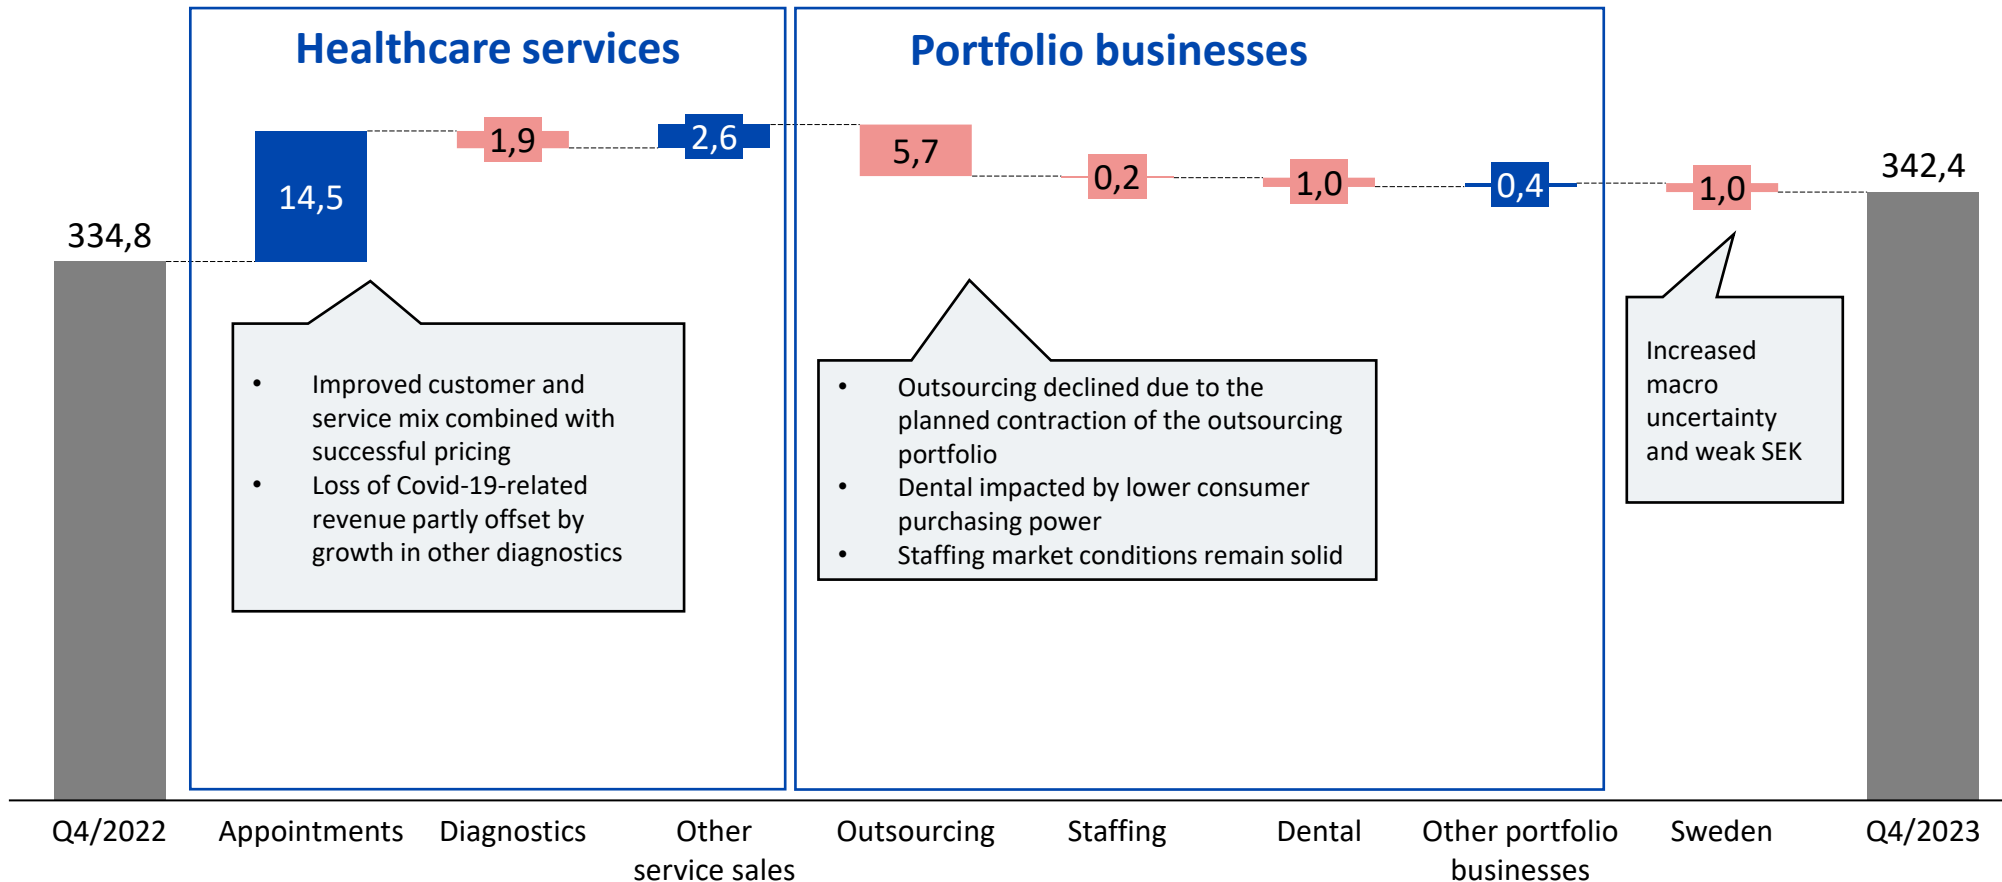 Healthcare services
Portfolio businesses
334,8
14,5
1,9
2,6
5,7
0,2
1,0
0,4
1,0
342,4
• Improved customer and
service mix combined with
successful pricing
• Loss of Covid-19-related
revenue partly offset by
growth in other diagnostics
• Outsourcing declined due to the
planned contraction of the outsourcing
portfolio
• Dental impacted by lower consumer
purchasing power
• Staffing market conditions remain solid
Increased
macro
uncertainty
and weak SEK
Q4/2022
Appointments
Diagnostics
Other
service sales
Outsourcing
Staffing
Dental
Other portfolio
businesses
Sweden
Q4/2023